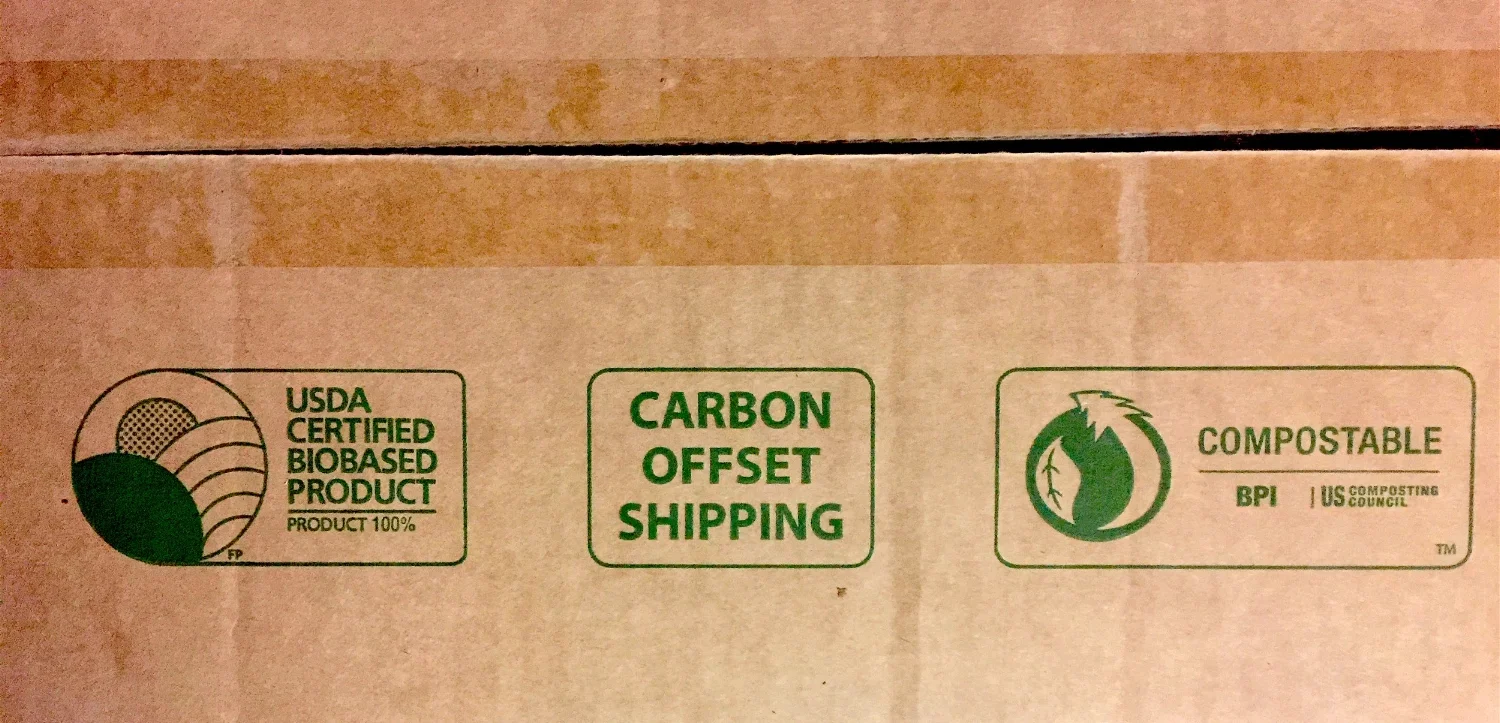 USDA
CERTIFIED
BIOBASED
PRODUCT
PRODUCT 100%
FP
CARBON
OFFSET
SHIPPING
COMPOSTABLE
BPI | US COMPOSTING
COUNCIL
TM